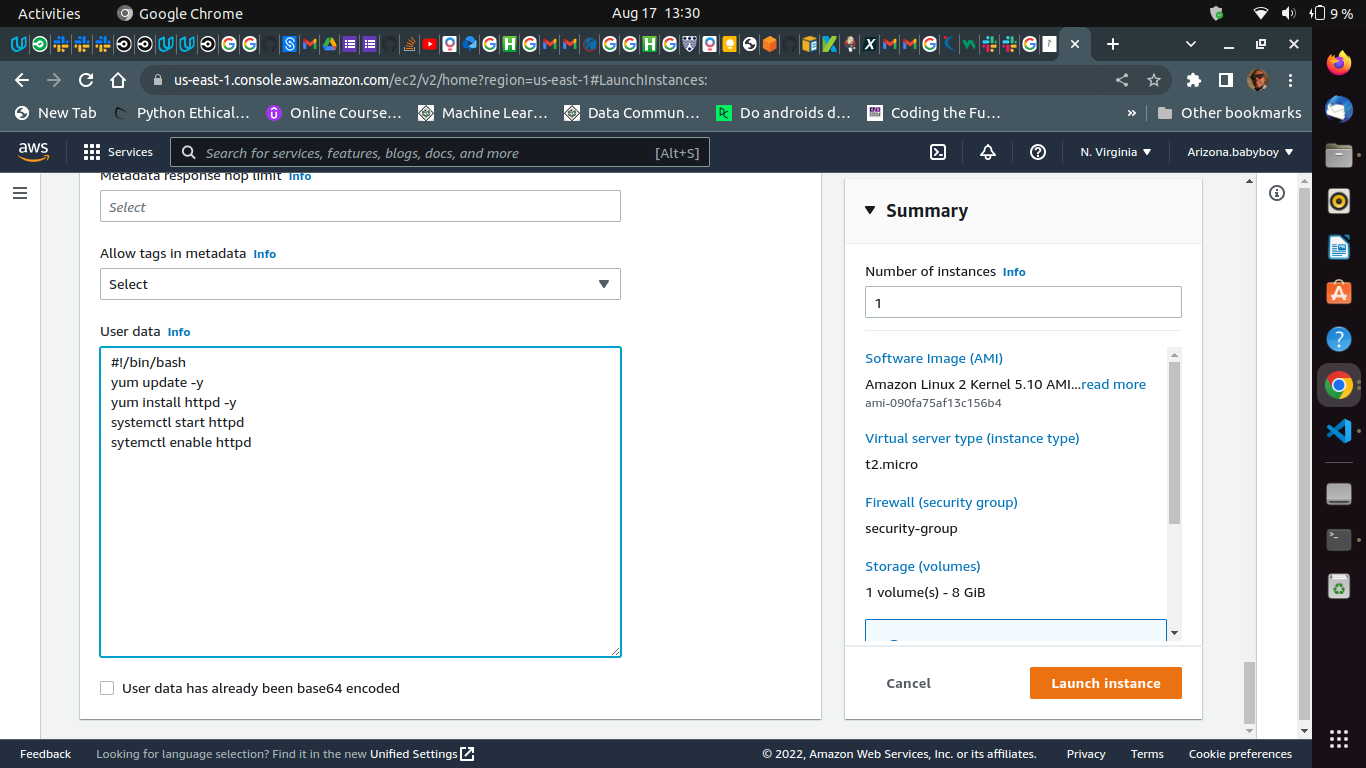 Activities
Google Chrome
Aug 17 13:30
9 %
us-east-1.console.aws.amazon.com/ec2/v2/home?region=us-east-1#LaunchInstances:
New Tab
Python Ethical...
Online Course...
Machine Lear...
Data Commun...
Do androids d...
Coding the Fu...
»
Other bookmarks
aws
Services
Search for services, features, blogs, docs, and more
[Alt+S]
N. Virginia
Arizona.babyboy
Metadata response hop limit Info
Select
Allow tags in metadata Info
Select
User data Info
#!/bin/bash
yum update -y
yum install httpd -y
systemctl start httpd
sytemctl enable httpd
User data has already been base64 encoded
Summary
Number of instances Info
1
Software Image (AMI)
Amazon Linux 2 Kernel 5.10 AMI...read more
ami-090fa75af13c156b4
Virtual server type (instance type)
t2.micro
Firewall (security group)
security-group
Storage (volumes)
1 volume(s) - 8 GiB
Cancel
Launch instance
Feedback
Looking for language selection? Find it in the new Unified Settings
© 2022, Amazon Web Services, Inc. or its affiliates.
Privacy
Terms
Cookie preferences